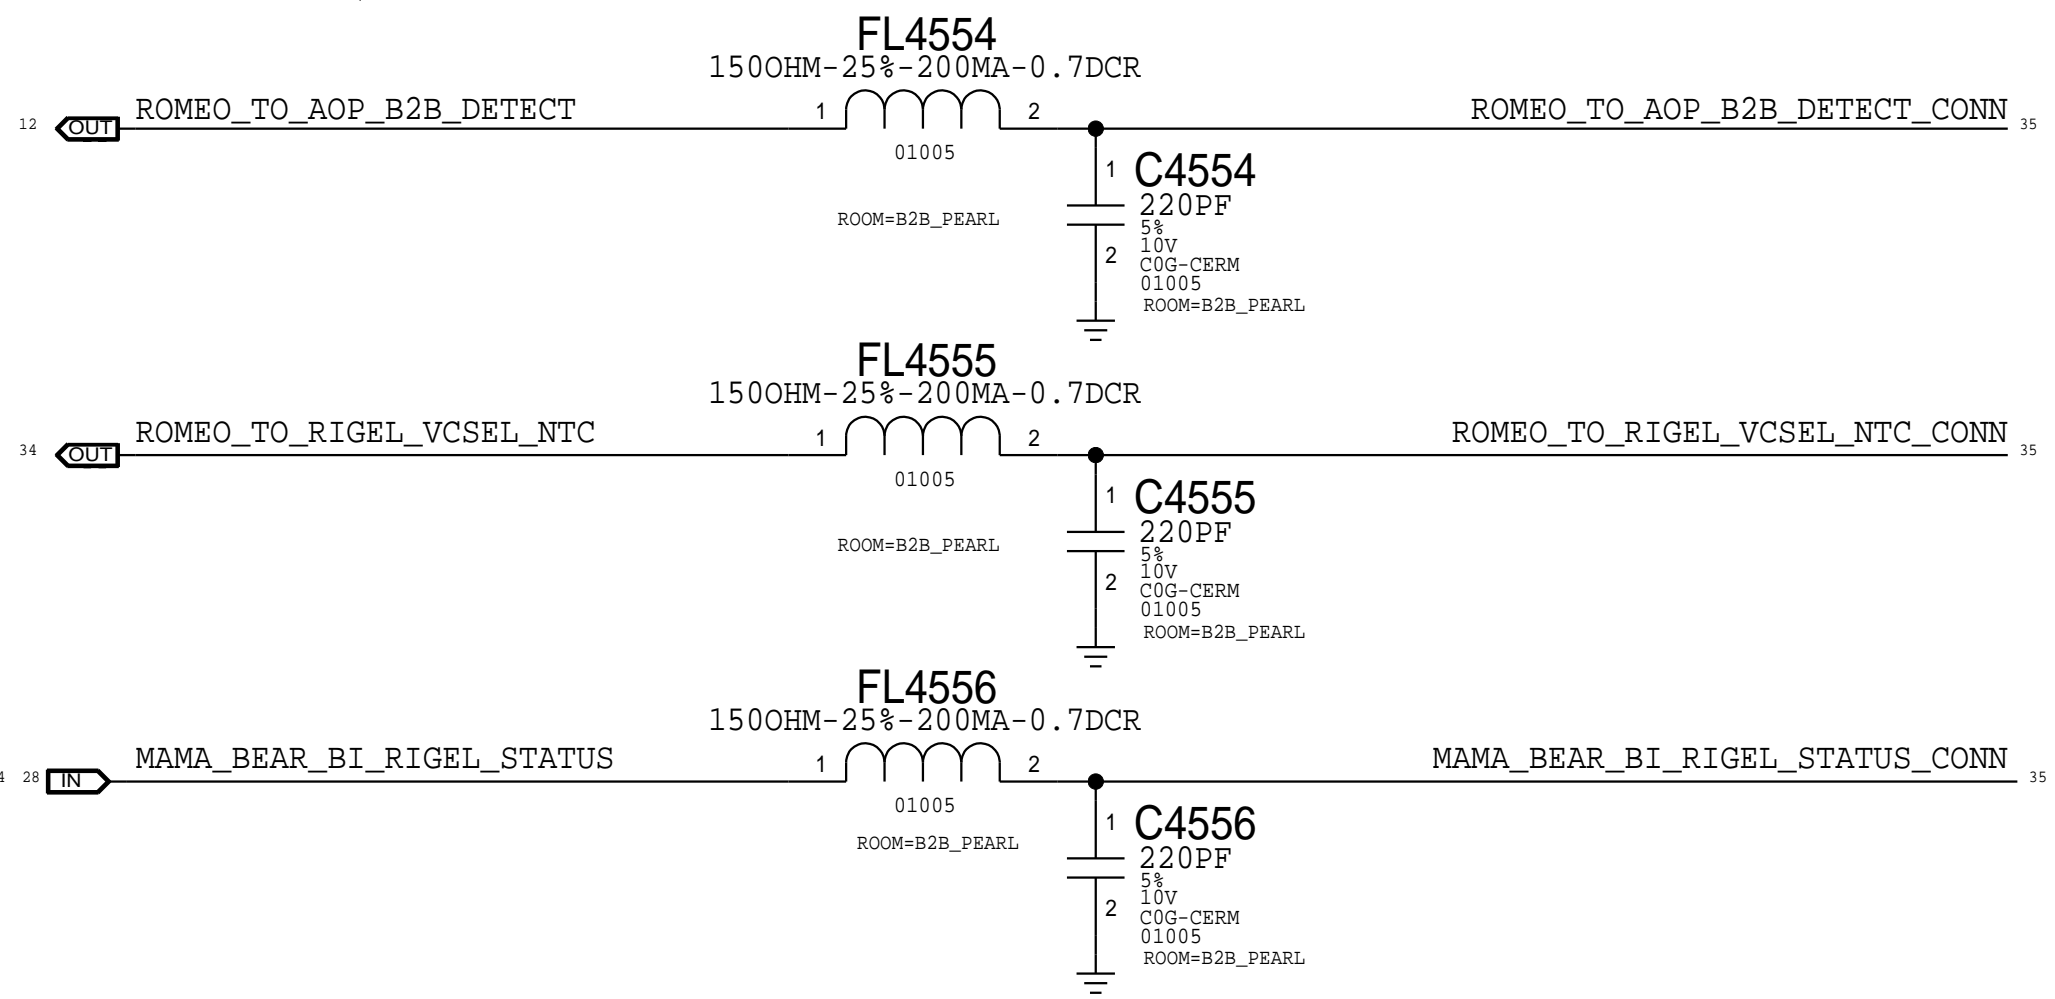 FL4554
150OHM-25%-200MA-0.7DCR
12 OUT ROMEO_TO_AOP_B2B_DETECT 1 2 ROMEO_TO_AOP_B2B_DETECT_CONN 35
01005
ROOM=B2B_PEARL
1 C4554
220PF
5%
10V
2
C0G-CERM
01005
ROOM=B2B_PEARL
FL4555
150OHM-25%-200MA-0.7DCR
34 OUT ROMEO_TO_RIGEL_VCSEL_NTC 1 2 ROMEO_TO_RIGEL_VCSEL_NTC_CONN 35
01005
ROOM=B2B_PEARL
1 C4555
220PF
5%
10V
2
C0G-CERM
01005
ROOM=B2B_PEARL
FL4556
150OHM-25%-200MA-0.7DCR
4 28 IN MAMA_BEAR_BI_RIGEL_STATUS 1 2 MAMA_BEAR_BI_RIGEL_STATUS_CONN 35
01005
ROOM=B2B_PEARL
1 C4556
220PF
5%
10V
2
C0G-CERM
01005
ROOM=B2B_PEARL